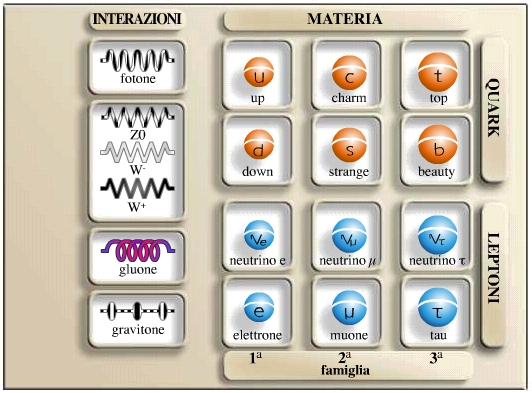 INTERAZIONI MATERIA
fotone
Z0
W-
W+
gluone
gravitone
u c t
up charm top
d s b
down strange beauty
QUARK
νe νμ ντ
neutrino e neutrino μ neutrino τ
e μ τ
elettrone muone tau
LEPTONI
1a 2a 3a
famiglia